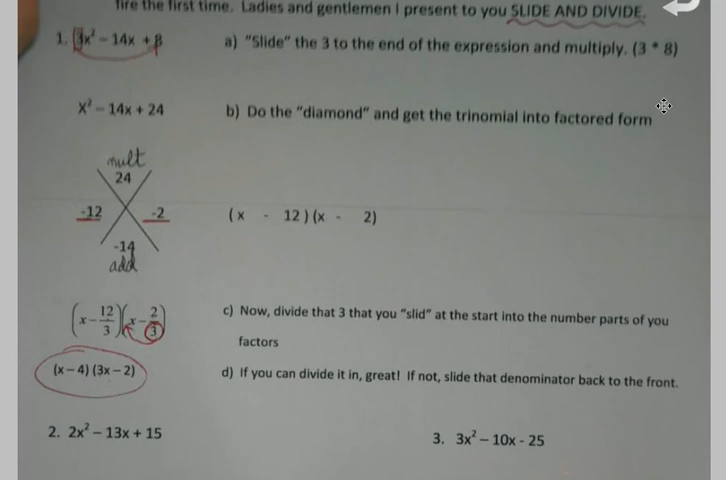 fire the first time. Ladies and gentlemen I present to you SLIDE AND DIVIDE.
1. 3x² – 14x + 8 a) "Slide" the 3 to the end of the expression and multiply. (3 * 8)
X² – 14x + 24 b) Do the "diamond" and get the trinomial into factored form
mult
24
-12 -2 ( x - 12 ) ( x - 2)
-14
add
(x – 12/3)(x – 2/3) c) Now, divide that 3 that you "slid" at the start into the number parts of you
factors
(x – 4) (3x – 2) d) If you can divide it in, great! If not, slide that denominator back to the front.
2. 2x² – 13x + 15 3. 3x² – 10x - 25